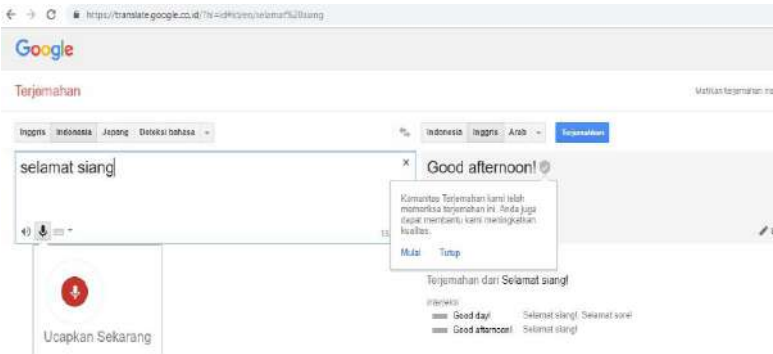 https://translate.google.co.id/?hl=id#id/en/selamat%20siang
Google
Terjemahan
Matikan terjemahan
Inggris Indonesia Jepang Deteksi bahasa
Indonesia Inggris Arab Terjemahkan
selamat siang
Good afternoon!
Komunitas Terjemahan kami telah
memeriksa terjemahan ini. Anda juga
dapat membantu kami meningkatkan
kualitas.
Mulai Tutup
Ucapkan Sekarang
Terjemahan dari Selamat siang!
interjeksi
Good day! Selamat siang!, Selamat sore!
Good afternoon! Selamat siang!